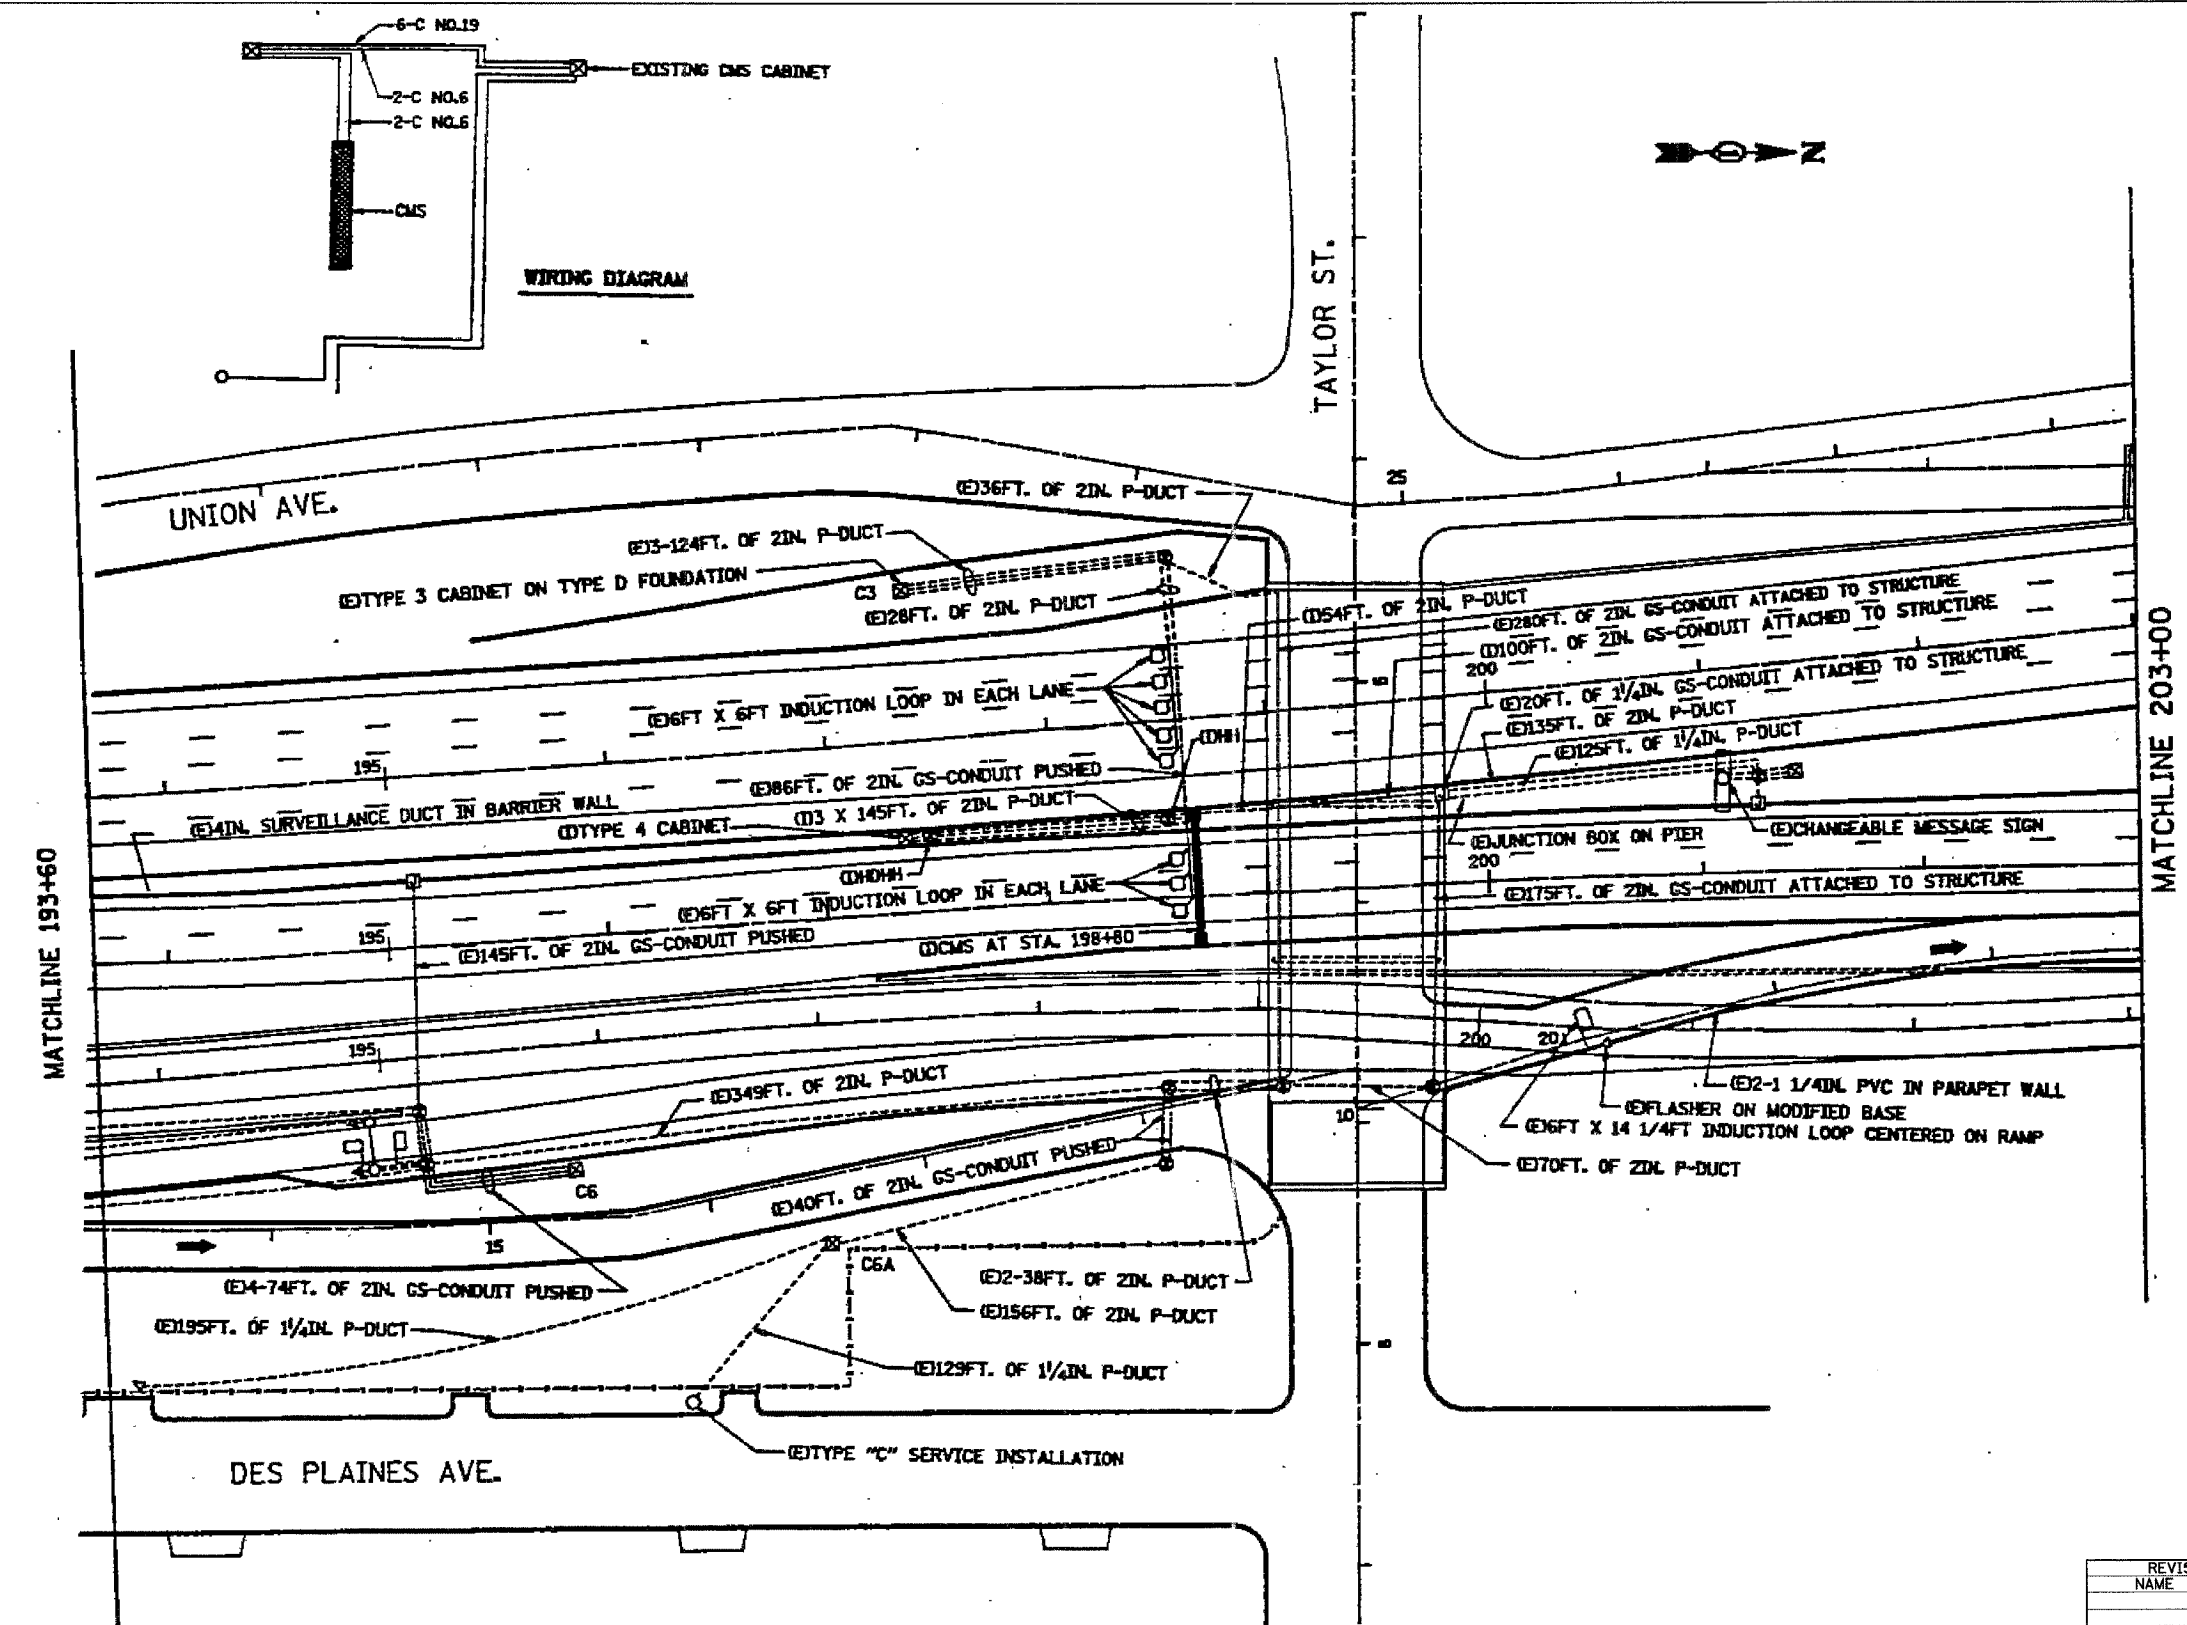 6-C NO.19
EXISTING CMS CABINET
2-C NO.6
2-C NO.6
CMS
WIRING DIAGRAM
N
TAYLOR ST.
UNION AVE.
25
(E)36FT. OF 2IN. P-DUCT
(E)3-124FT. OF 2IN. P-DUCT
(E)TYPE 3 CABINET ON TYPE D FOUNDATION
C3
(E)28FT. OF 2IN. P-DUCT
(I)54FT. OF 2IN. P-DUCT
(E)280FT. OF 2IN. GS-CONDUIT ATTACHED TO STRUCTURE
(I)100FT. OF 2IN. GS-CONDUIT ATTACHED TO STRUCTURE
200
(E)20FT. OF 1¼IN. GS-CONDUIT ATTACHED TO STRUCTURE
(E)135FT. OF 2IN. P-DUCT
(E)125FT. OF 1¼IN. P-DUCT
(E)6FT X 6FT INDUCTION LOOP IN EACH LANE
5
(I)HH
195
(E)86FT. OF 2IN. GS-CONDUIT PUSHED
(I)3 X 145FT. OF 2IN. P-DUCT
(E)4IN. SURVEILLANCE DUCT IN BARRIER WALL
(I)TYPE 4 CABINET
(E)JUNCTION BOX ON PIER
(E)CHANGEABLE MESSAGE SIGN
200
(I)HDHH
(E)6FT X 6FT INDUCTION LOOP IN EACH LANE
(E)175FT. OF 2IN. GS-CONDUIT ATTACHED TO STRUCTURE
195
(E)145FT. OF 2IN. GS-CONDUIT PUSHED
(I)CMS AT STA. 198+80
MATCHLINE 193+60
MATCHLINE 203+00
195
200
201
(E)349FT. OF 2IN. P-DUCT
(E)2-1 1/4IN. PVC IN PARAPET WALL
10
(E)FLASHER ON MODIFIED BASE
(E)6FT X 14 1/4FT INDUCTION LOOP CENTERED ON RAMP
(E)70FT. OF 2IN. P-DUCT
(E)40FT. OF 2IN. GS-CONDUIT PUSHED
C6
15
C6A
(E)4-74FT. OF 2IN. GS-CONDUIT PUSHED
(E)2-38FT. OF 2IN. P-DUCT
(E)156FT. OF 2IN. P-DUCT
(E)195FT. OF 1¼IN. P-DUCT
(E)129FT. OF 1¼IN. P-DUCT
(E)TYPE "C" SERVICE INSTALLATION
DES PLAINES AVE.
REVIS
NAME